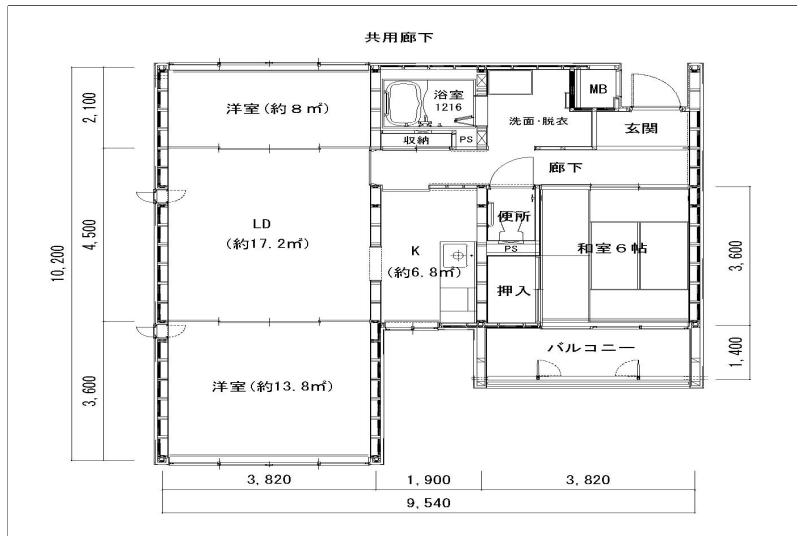 共用廊下
洋室(約8㎡)
浴室
1216
洗面・脱衣
MB
玄関
収納
PS
廊下
LD
(約17.2㎡)
K
(約6.8㎡)
便所
PS
押入
和室6帖
バルコニー
洋室(約13.8㎡)
2,100
4,500
3,600
10,200
3,600
1,400
3,820
1,900
3,820
9,540